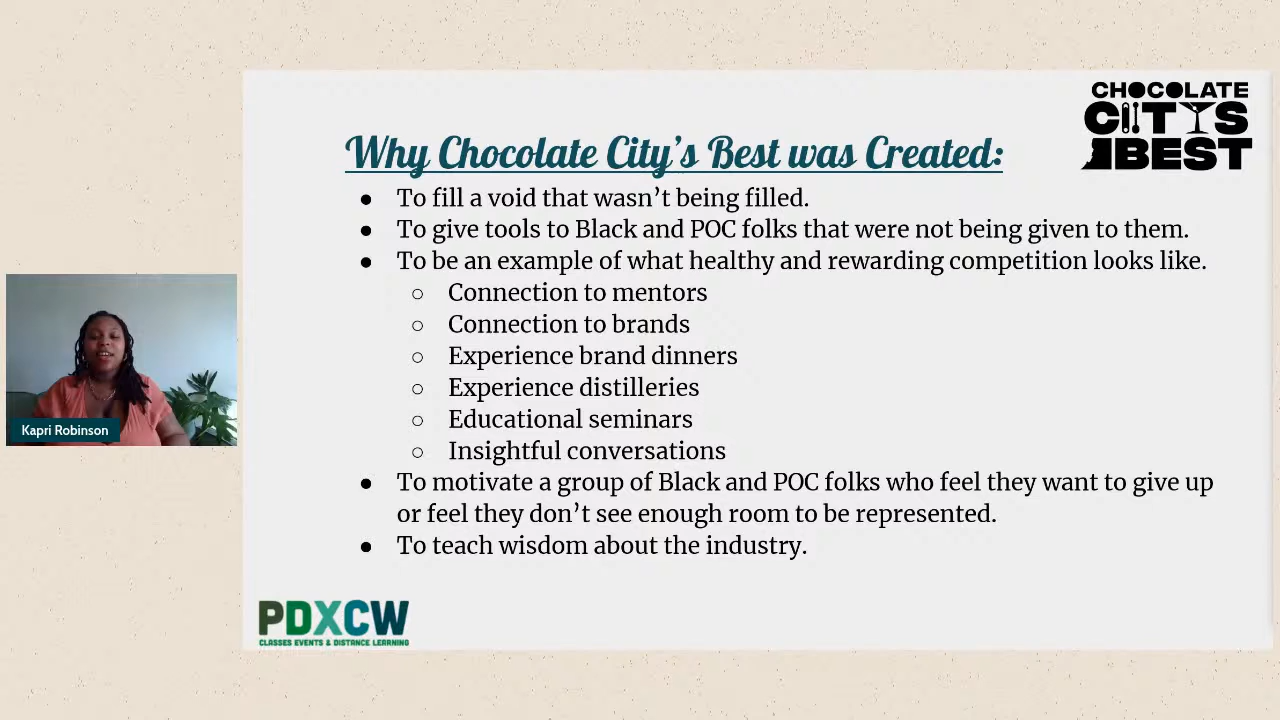 CHOCOLATE
CITY'S
BEST
Why Chocolate City's Best was Created:
● To fill a void that wasn't being filled.
● To give tools to Black and POC folks that were not being given to them.
● To be an example of what healthy and rewarding competition looks like.
○ Connection to mentors
○ Connection to brands
○ Experience brand dinners
○ Experience distilleries
○ Educational seminars
○ Insightful conversations
● To motivate a group of Black and POC folks who feel they want to give up
or feel they don't see enough room to be represented.
● To teach wisdom about the industry.
Kapri Robinson
PDXCW
CLASSES EVENTS & DISTANCE LEARNING